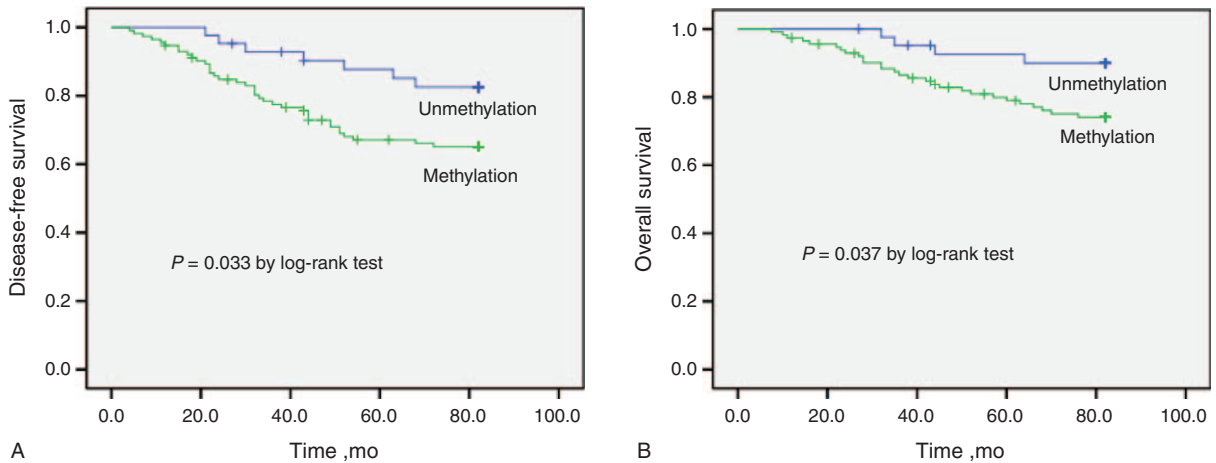 1.0
0.8
0.6
0.4
0.2
0.0
Disease-free survival
Unmethylation
Methylation
P = 0.033 by log-rank test
0.0 20.0 40.0 60.0 80.0 100.0
Time ,mo
A
1.0
0.8
0.6
0.4
0.2
0.0
Overall survival
Unmethylation
Methylation
P = 0.037 by log-rank test
0.0 20.0 40.0 60.0 80.0 100.0
Time ,mo
B